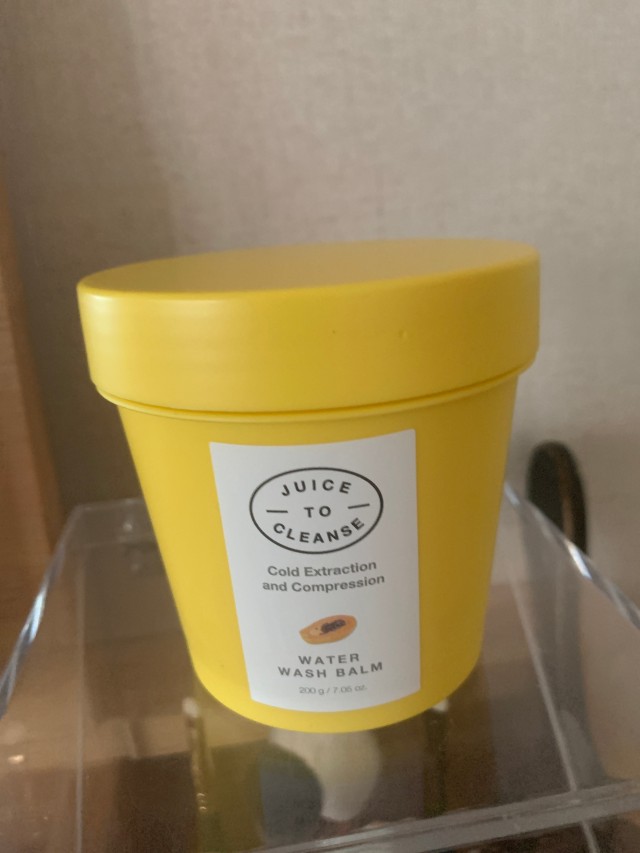 JUICE
TO
CLEANSE
Cold Extraction
and Compression
WATER
WASH BALM
200 g / 7.05 oz.